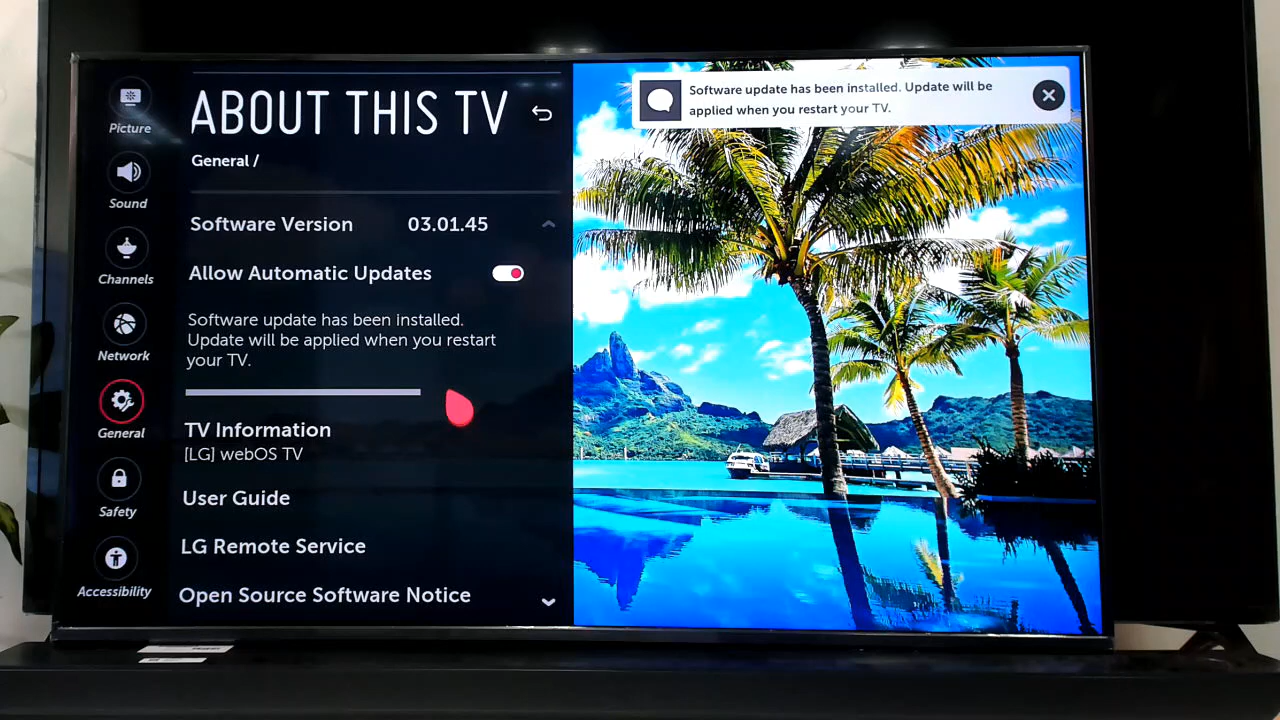 Picture
Sound
Channels
Network
General
Safety
Accessibility
ABOUT THIS TV
General /
Software Version 03.01.45
Allow Automatic Updates
Software update has been installed.
Update will be applied when you restart
your TV.
TV Information
[LG] webOS TV
User Guide
LG Remote Service
Open Source Software Notice
Software update has been installed. Update will be
applied when you restart your TV.